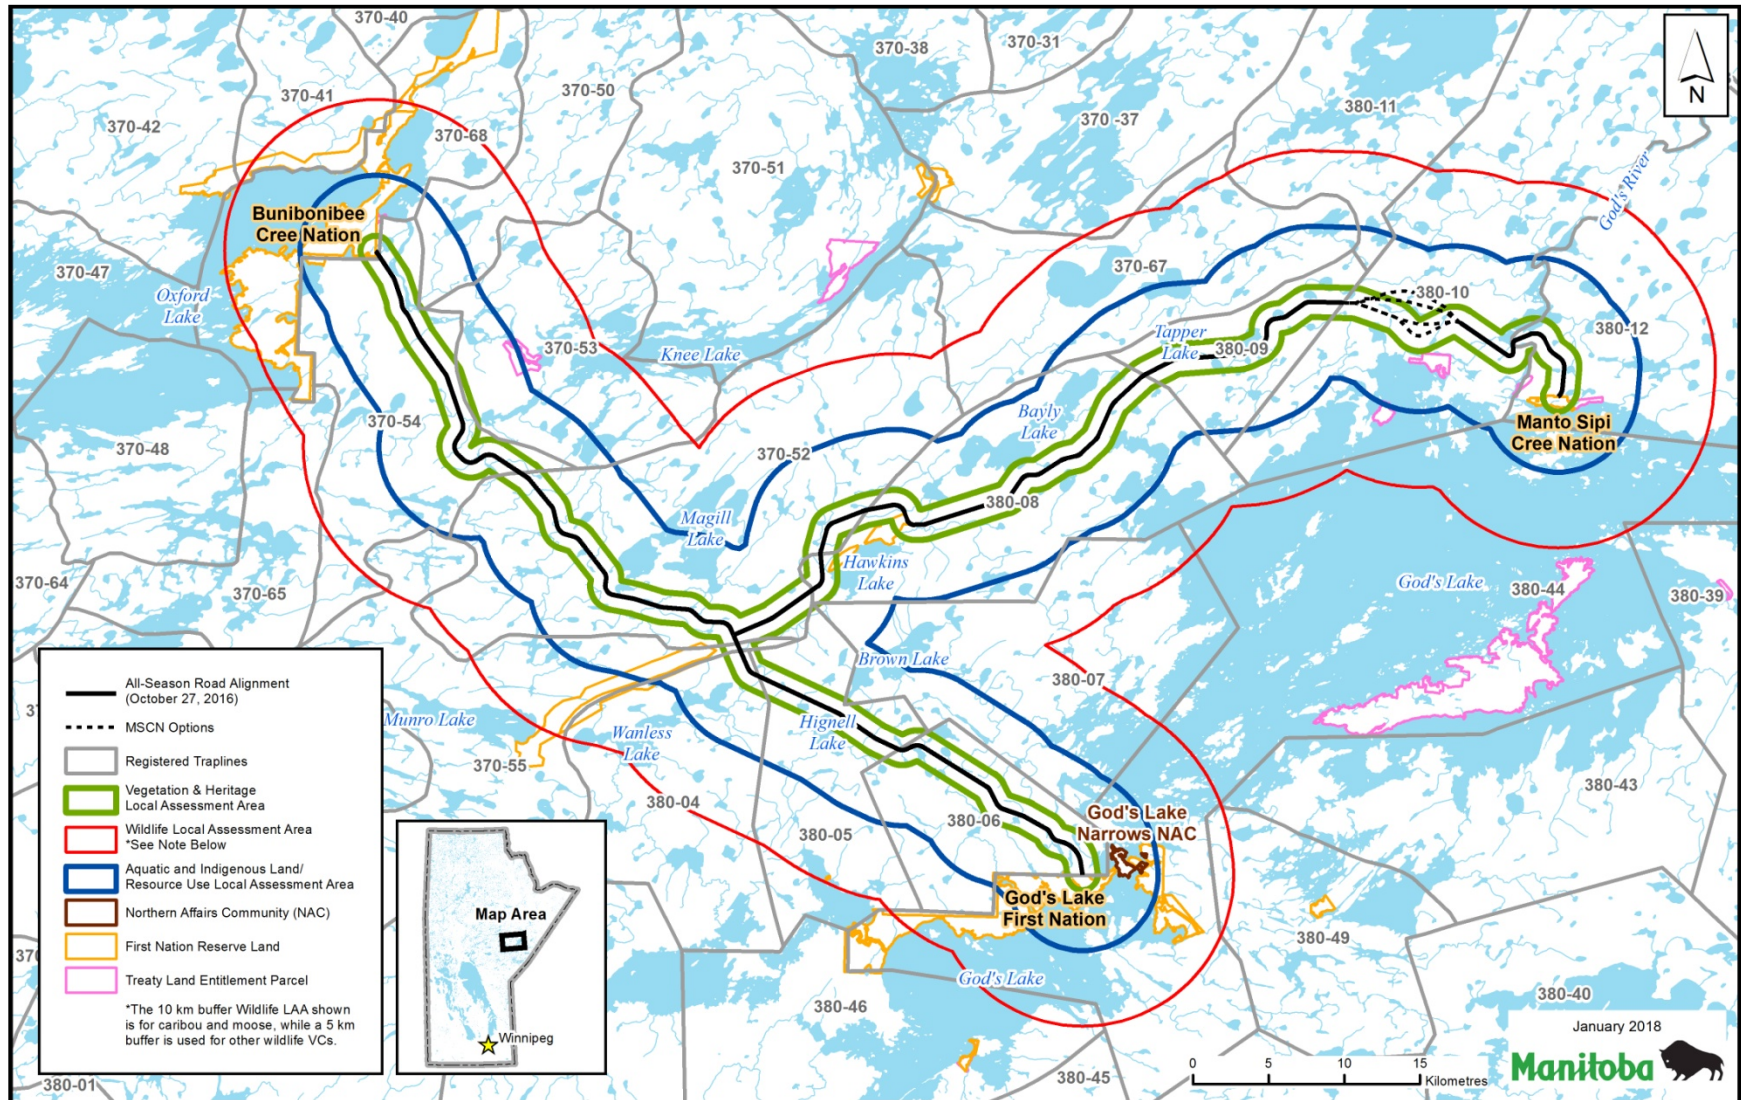 370-40
370-38
370-31
N
370-41
370-50
370 -37
380-11
370-42
370-68
370-51
God's River
Bunibonibee
Cree Nation
370-47
Oxford
Lake
370-67
380-10
380-12
Knee Lake
370-53
Tapper
Lake
380-09
370-54
Bayly
Lake
Manto Sipi
Cree Nation
370-48
370-52
380-08
Magill
Lake
Hawkins
Lake
God's Lake
380-44
380-39
370-64
370-65
Brown Lake
380-07
Munro Lake
Wanless
Lake
Hignell
Lake
370-55
380-04
380-05
380-06
God's Lake
Narrows NAC
380-43
God's Lake
First Nation
380-49
God's Lake
380-46
380-40
380-45
380-01
37
370
All-Season Road Alignment
(October 27, 2016)
MSCN Options
Registered Traplines
Vegetation & Heritage
Local Assessment Area
Wildlife Local Assessment Area
*See Note Below
Aquatic and Indigenous Land/
Resource Use Local Assessment Area
Northern Affairs Community (NAC)
First Nation Reserve Land
Treaty Land Entitlement Parcel
*The 10 km buffer Wildlife LAA shown
is for caribou and moose, while a 5 km
buffer is used for other wildlife VCs.
Map Area
Winnipeg
January 2018
0 5 10 15
Kilometres
Manitoba